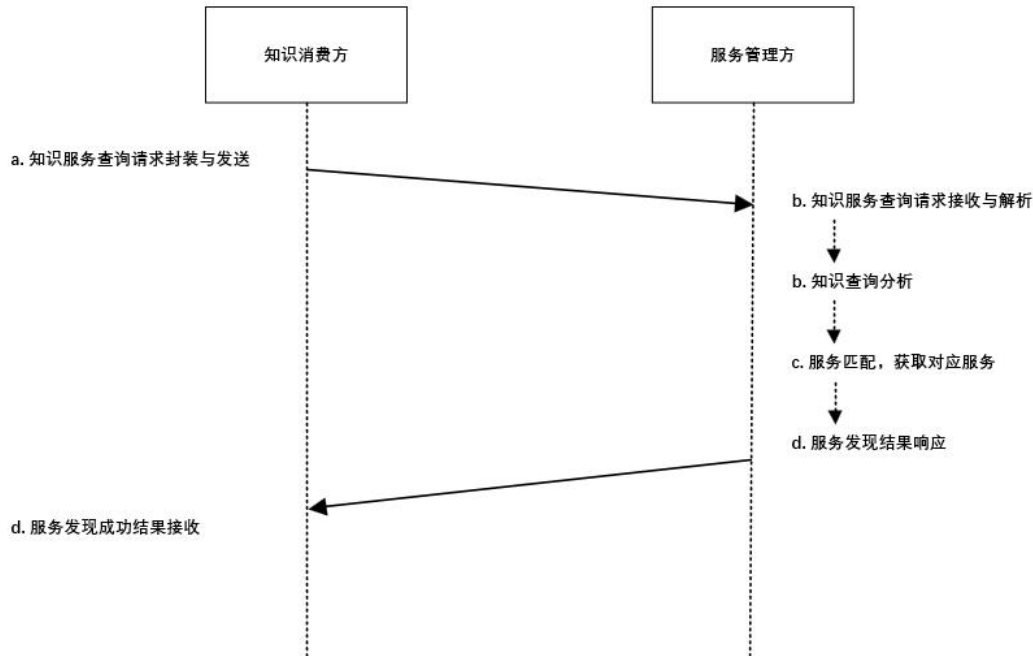 知识消费方
服务管理方
a. 知识服务查询请求封装与发送
b. 知识服务查询请求接收与解析
b. 知识查询分析
c. 服务匹配，获取对应服务
d. 服务发现结果响应
d. 服务发现成功结果接收